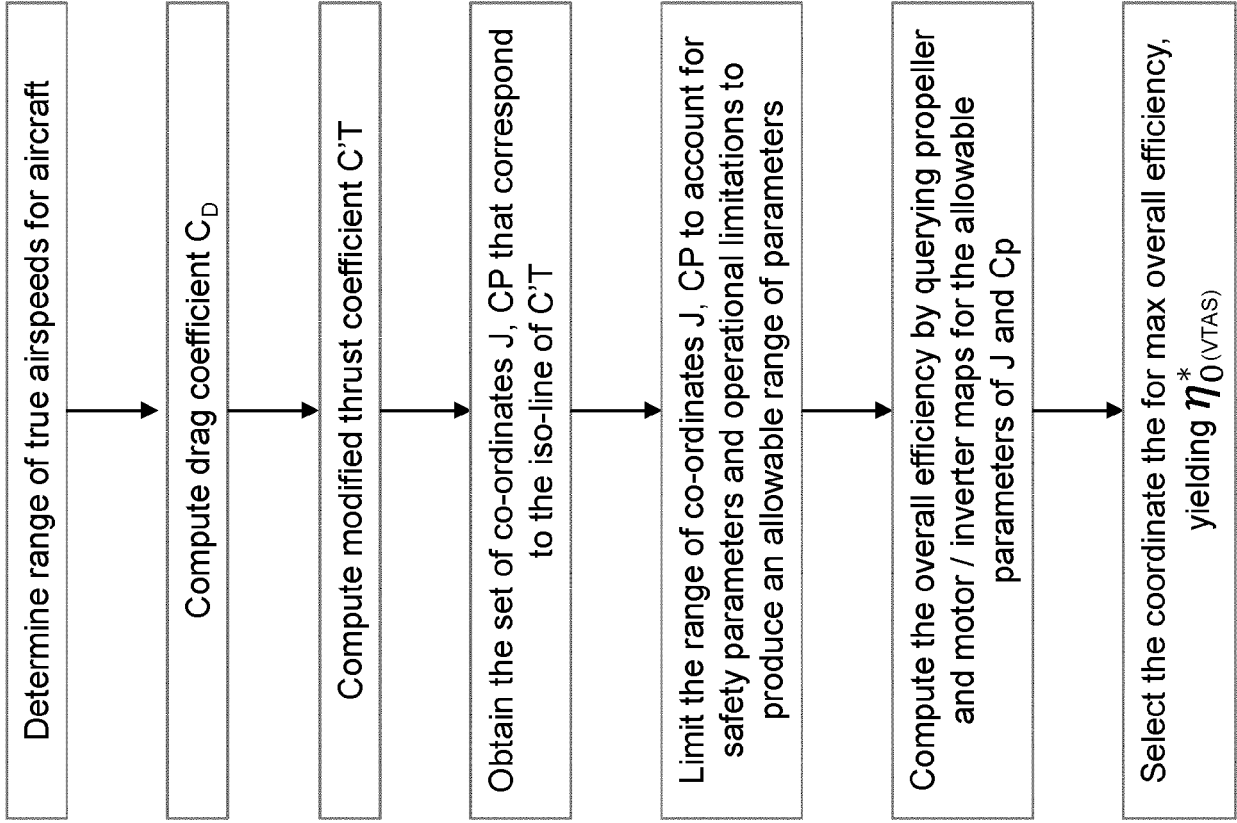 Determine range of true airspeeds for aircraft
Compute drag coefficient C_D
Compute modified thrust coefficient C'T
Obtain the set of co-ordinates J, CP that correspond
to the iso-line of C'T
Limit the range of co-ordinates J, CP to account for
safety parameters and operational limitations to
produce an allowable range of parameters
Compute the overall efficiency by querying propeller
and motor / inverter maps for the allowable
parameters of J and Cp
Select the coordinate the for max overall efficiency,
yielding η*0(VTAS)